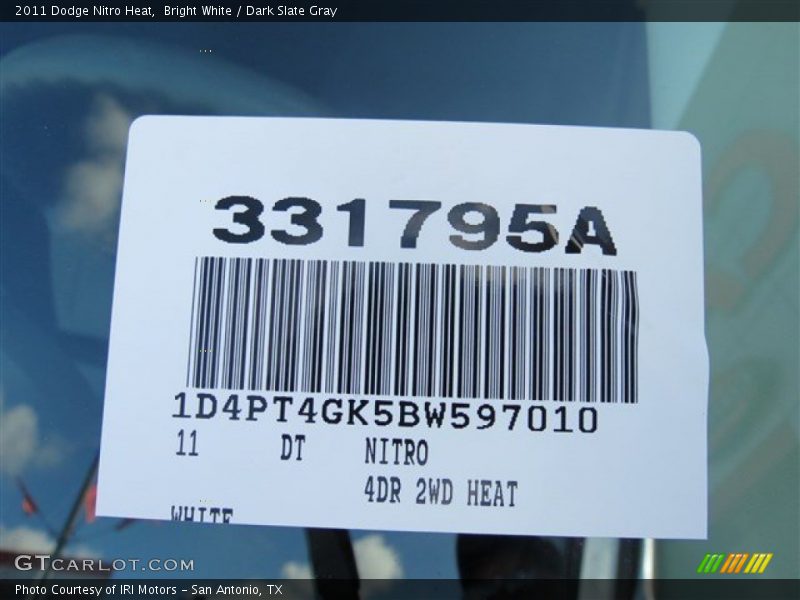 2011 Dodge Nitro Heat, Bright White / Dark Slate Gray
331795A
1D4PT4GK5BW597010
11 DT NITRO
4DR 2WD HEAT
WHITE
GTCARLOT.COM
Photo Courtesy of IRI Motors – San Antonio, TX